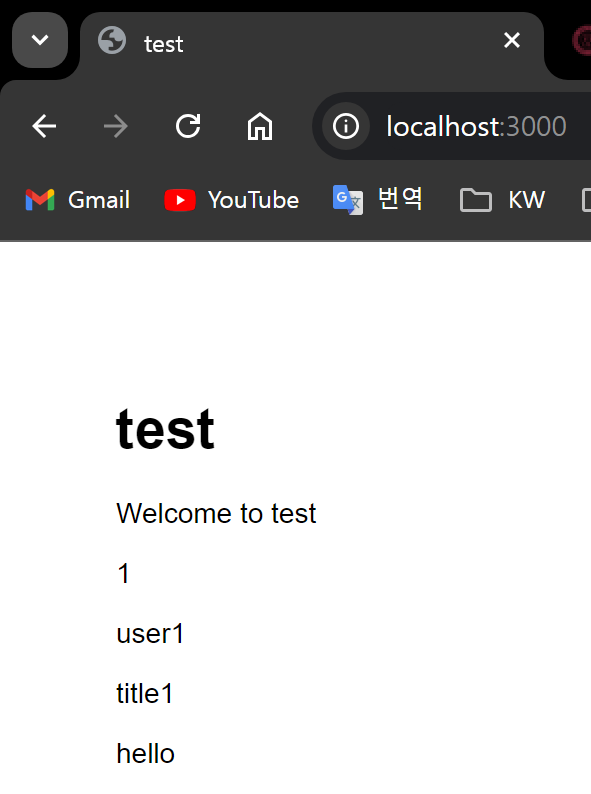 test
localhost:3000
Gmail YouTube 번역 KW
test
Welcome to test
1
user1
title1
hello